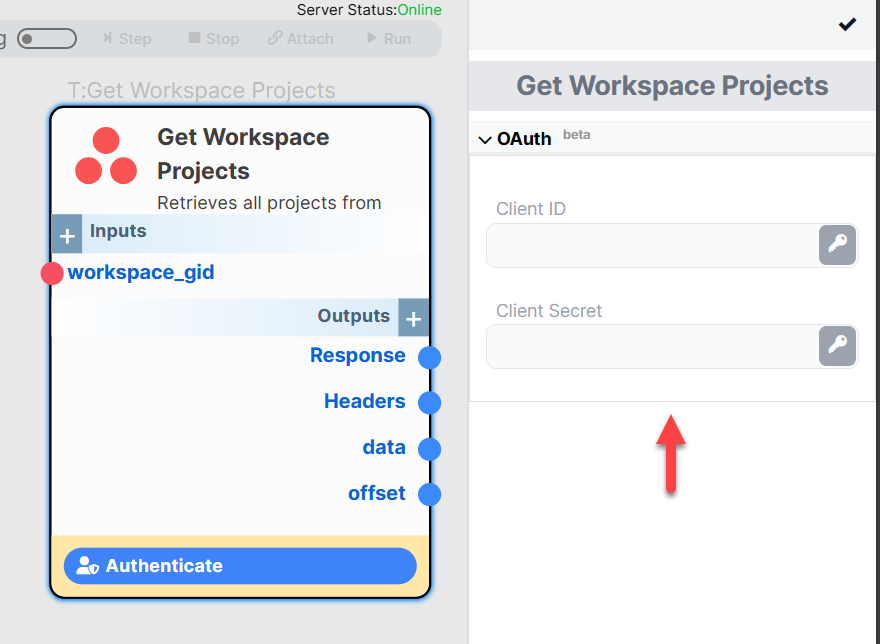 Server Status:Online
g
Step
Stop
Attach
Run
T:Get Workspace Projects
Get Workspace
Projects
Retrieves all projects from
Inputs
workspace_gid
Outputs
Response
Headers
data
offset
Authenticate
Get Workspace Projects
OAuth beta
Client ID
Client Secret